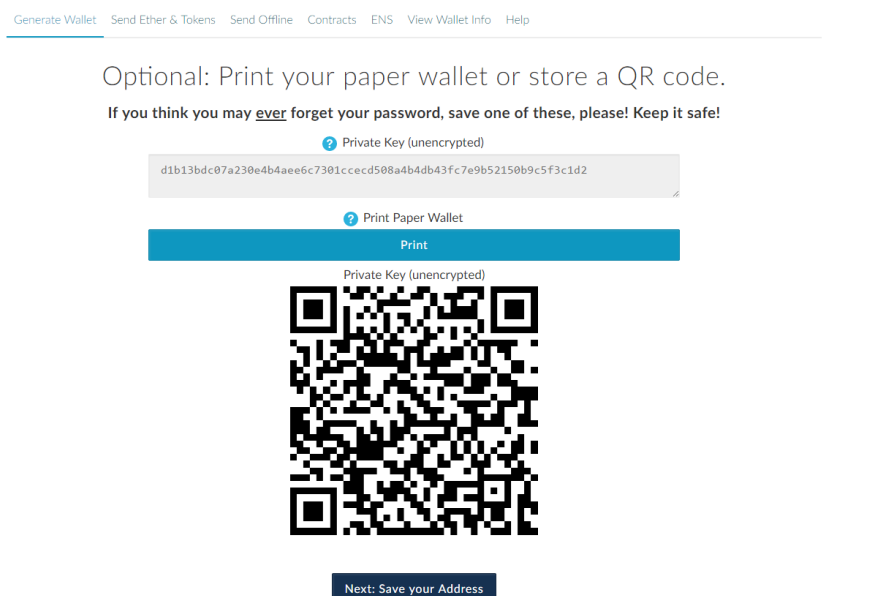 Generate Wallet Send Ether & Tokens Send Offline Contracts ENS View Wallet Info Help
Optional: Print your paper wallet or store a QR code.
If you think you may ever forget your password, save one of these, please! Keep it safe!
? Private Key (unencrypted)
d1b13bdc07a230e4b4aee6c7301ccecd508a4b4db43fc7e9b52150b9c5f3c1d2
? Print Paper Wallet
Print
Private Key (unencrypted)
Next: Save your Address